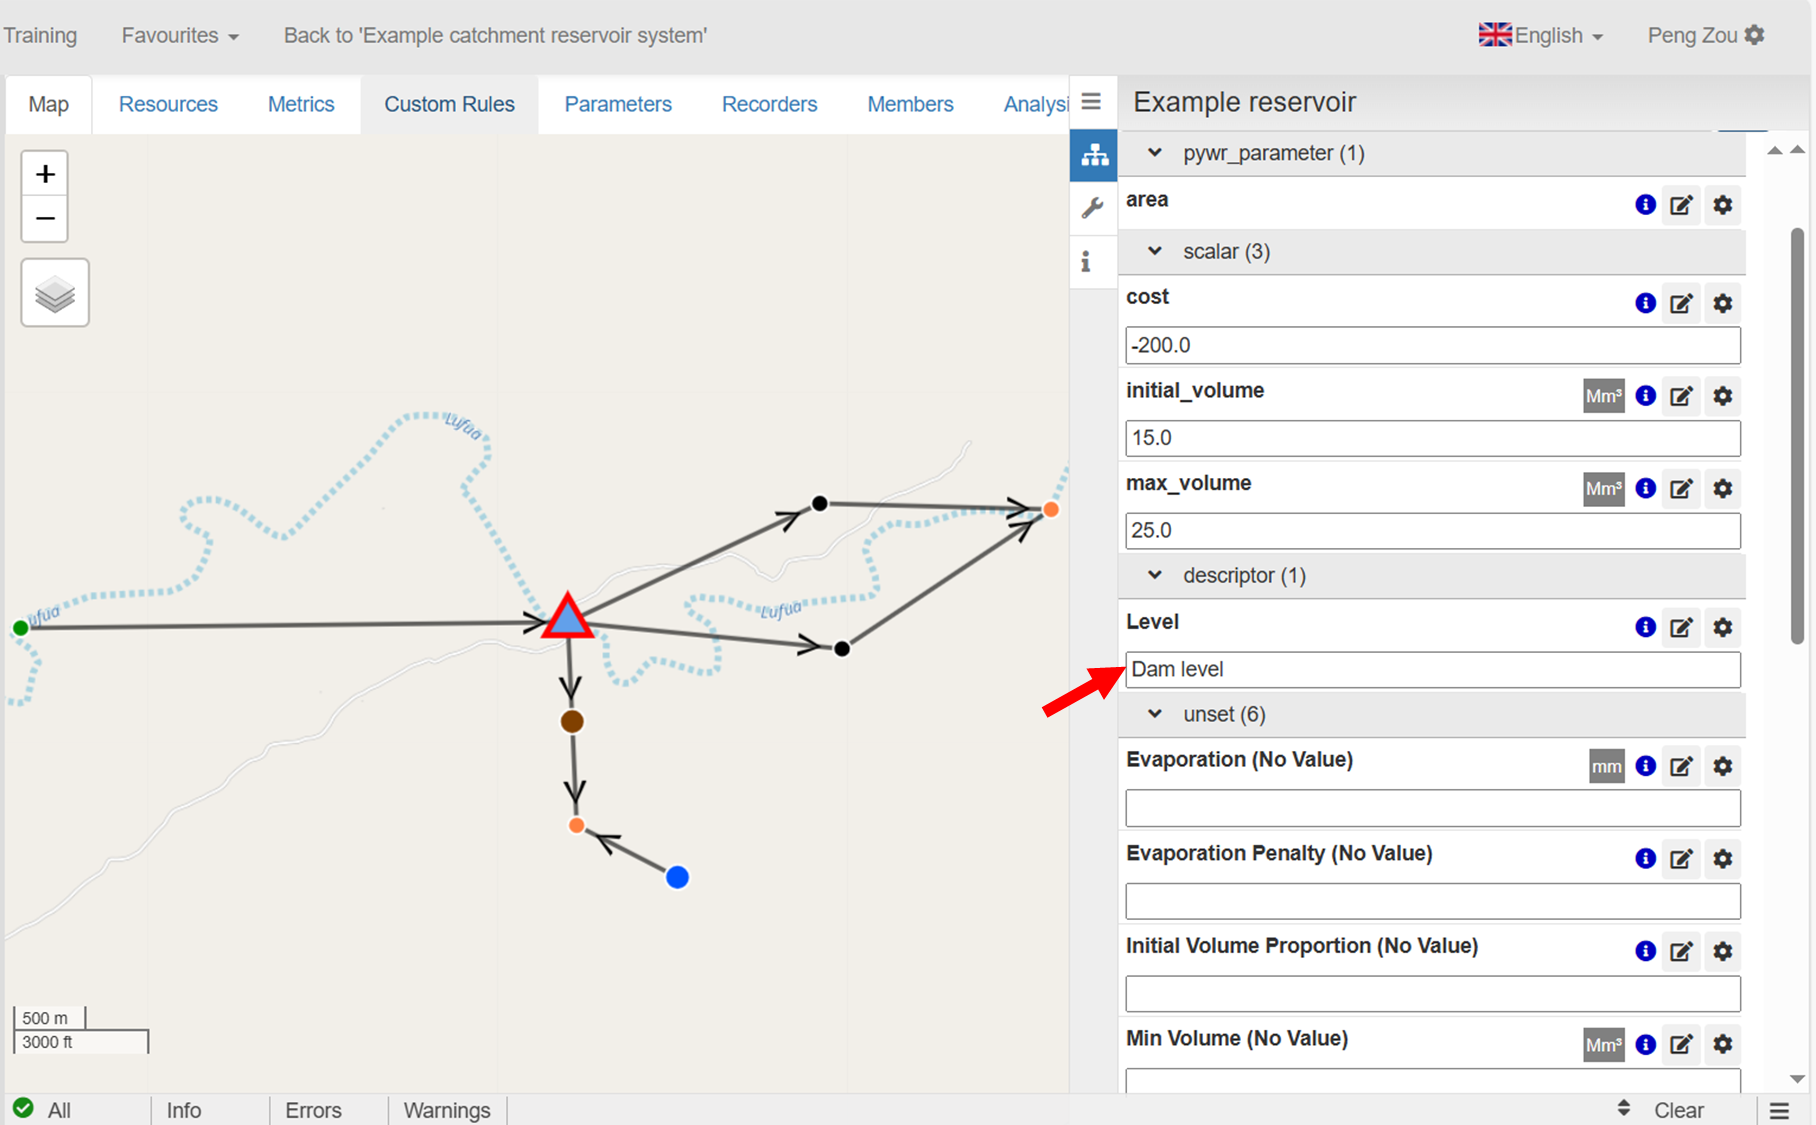 Training Favourites Back to 'Example catchment reservoir system' English Peng Zou
Map Resources Metrics Custom Rules Parameters Recorders Members Analysi
Example reservoir
pywr_parameter (1)
area
scalar (3)
cost
-200.0
initial_volume Mm³
15.0
max_volume Mm³
25.0
descriptor (1)
Level
Dam level
unset (6)
Evaporation (No Value) mm
Evaporation Penalty (No Value)
Initial Volume Proportion (No Value)
Min Volume (No Value) Mm³
+
−
Lufua
ufua
Lufua
500 m
3000 ft
All Info Errors Warnings Clear